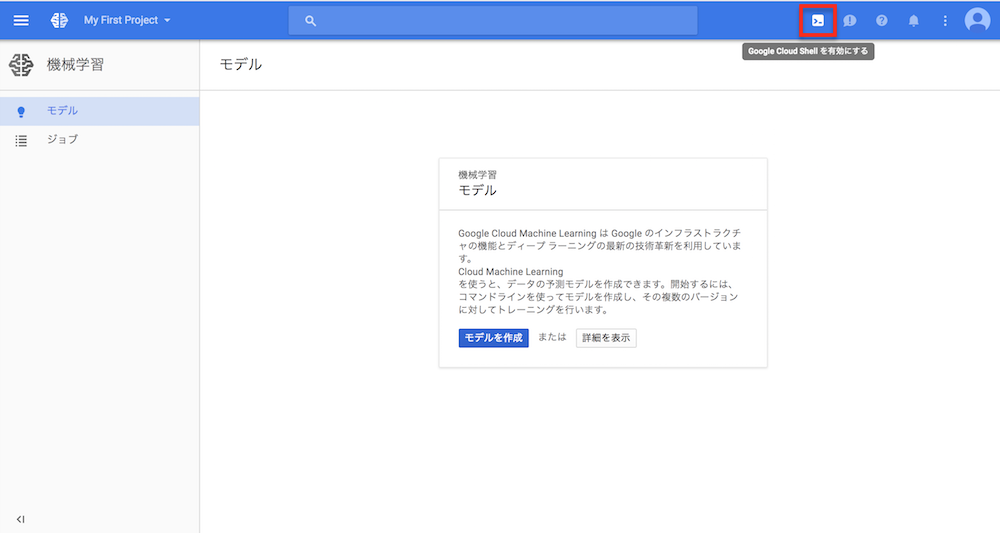 My First Project
Google Cloud Shell を有効にする
機械学習
モデル
モデル
ジョブ
機械学習
モデル
Google Cloud Machine Learning は Google のインフラストラクチ
ャの機能とディープ ラーニングの最新の技術革新を利用していま
す。
Cloud Machine Learning
を使うと、データの予測モデルを作成できます。開始するには、
コマンドラインを使ってモデルを作成し、その複数のバージョン
に対してトレーニングを行います。
モデルを作成 または 詳細を表示